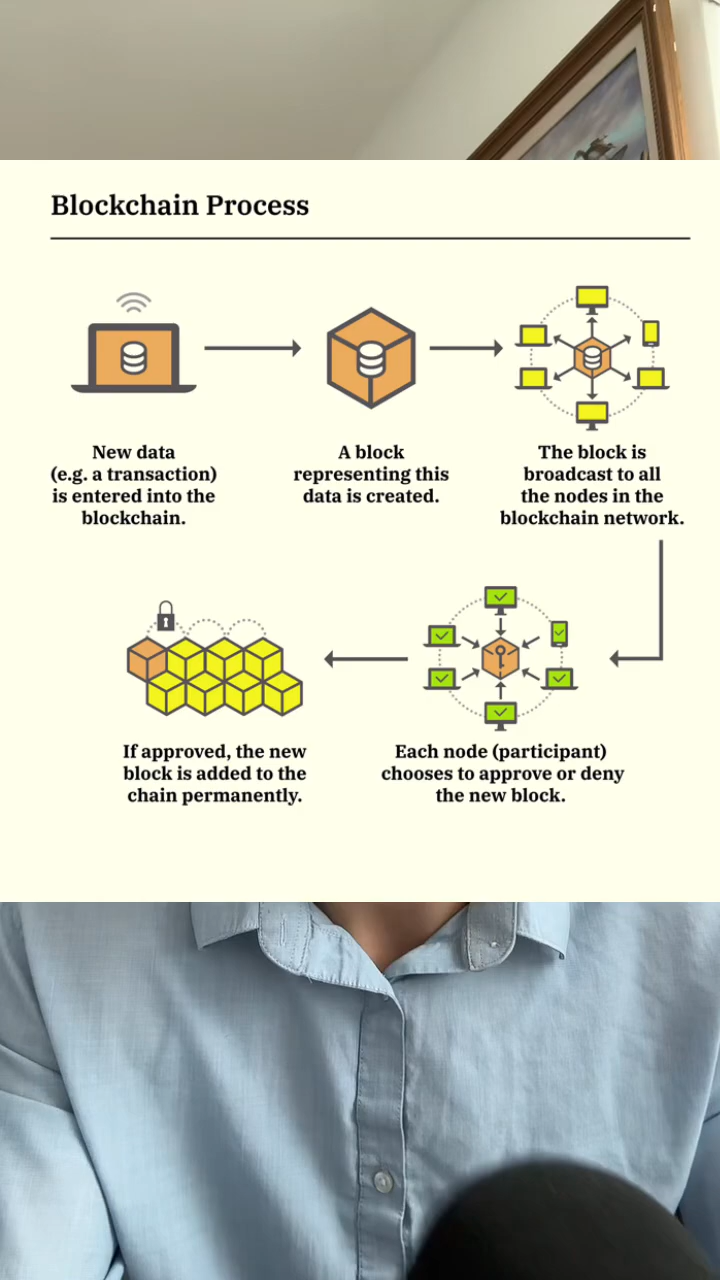 Blockchain Process
New data
(e.g. a transaction)
is entered into the
blockchain.
A block
representing this
data is created.
The block is
broadcast to all
the nodes in the
blockchain network.
If approved, the new
block is added to the
chain permanently.
Each node (participant)
chooses to approve or deny
the new block.